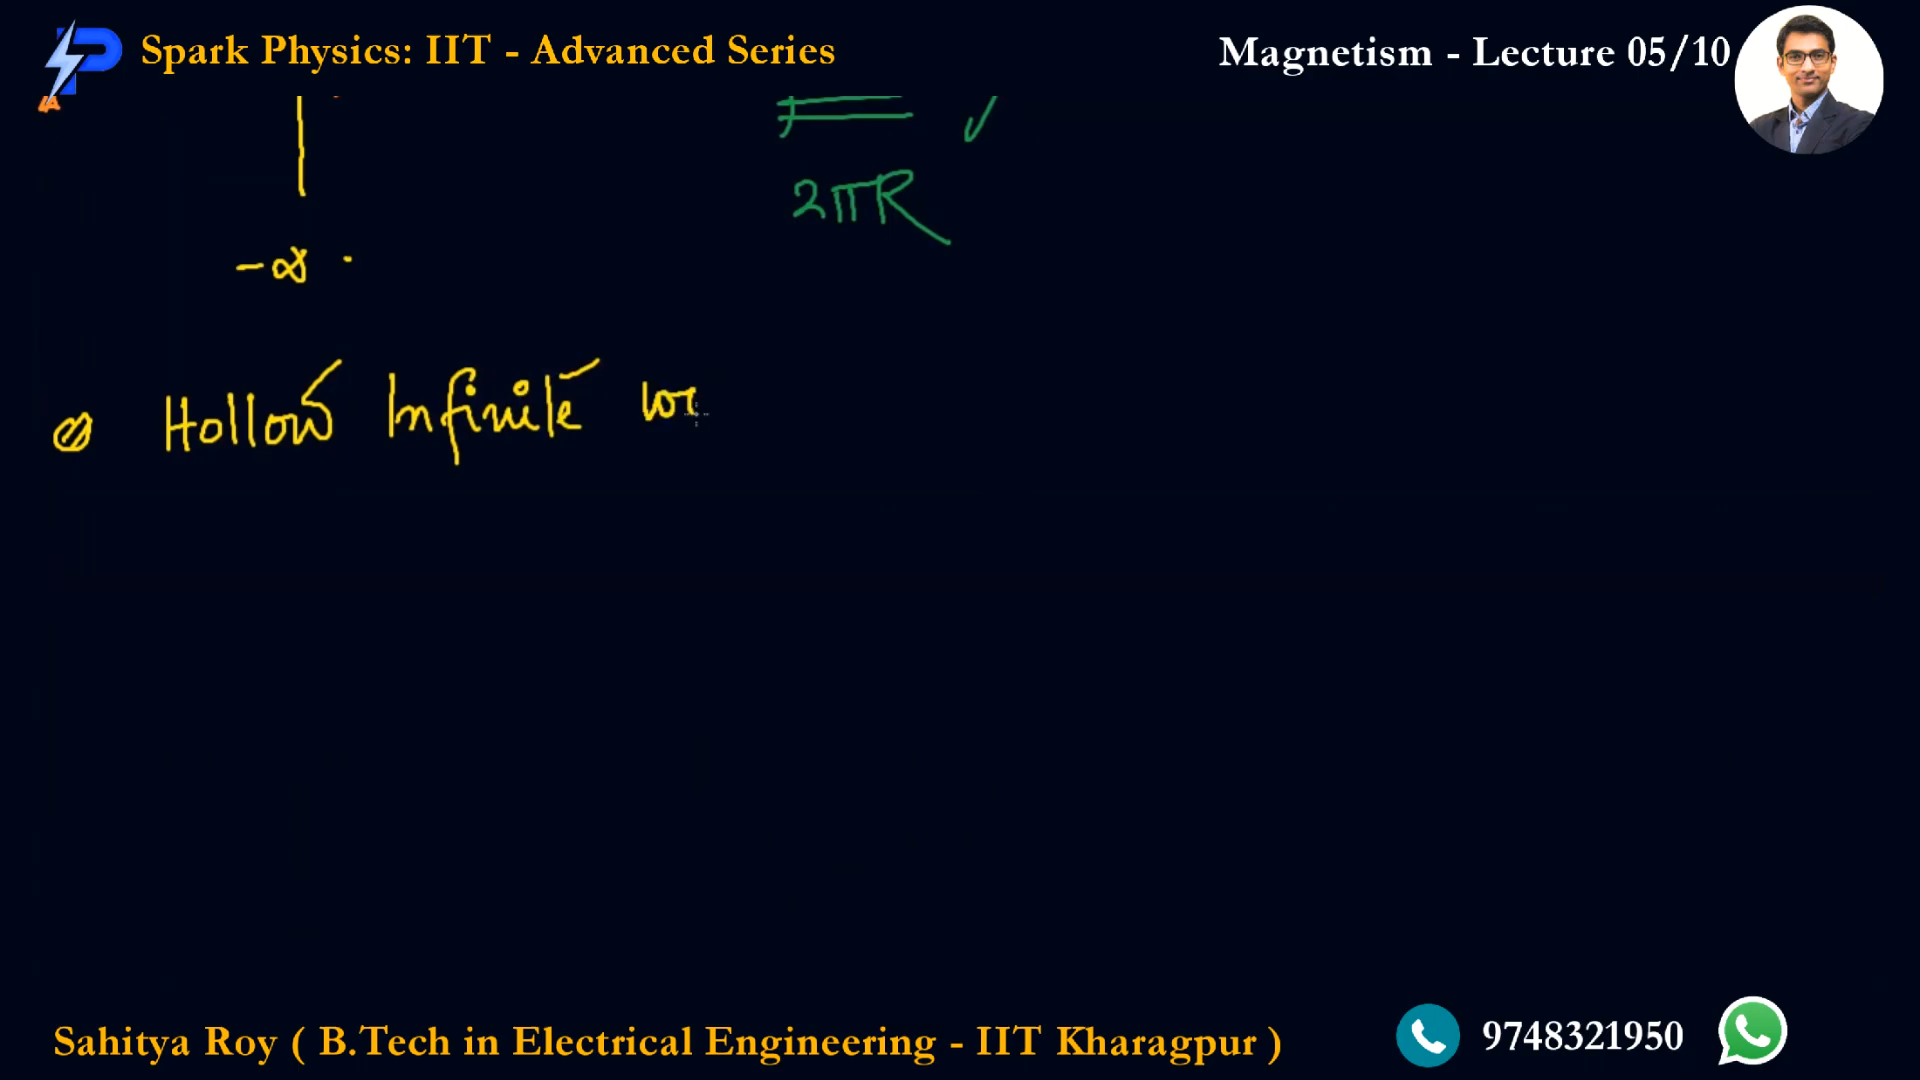 Spark Physics: IIT - Advanced Series
Magnetism - Lecture 05/10
2πR
-∞
Hollow Infinite
Sahitya Roy ( B.Tech in Electrical Engineering - IIT Kharagpur )
9748321950